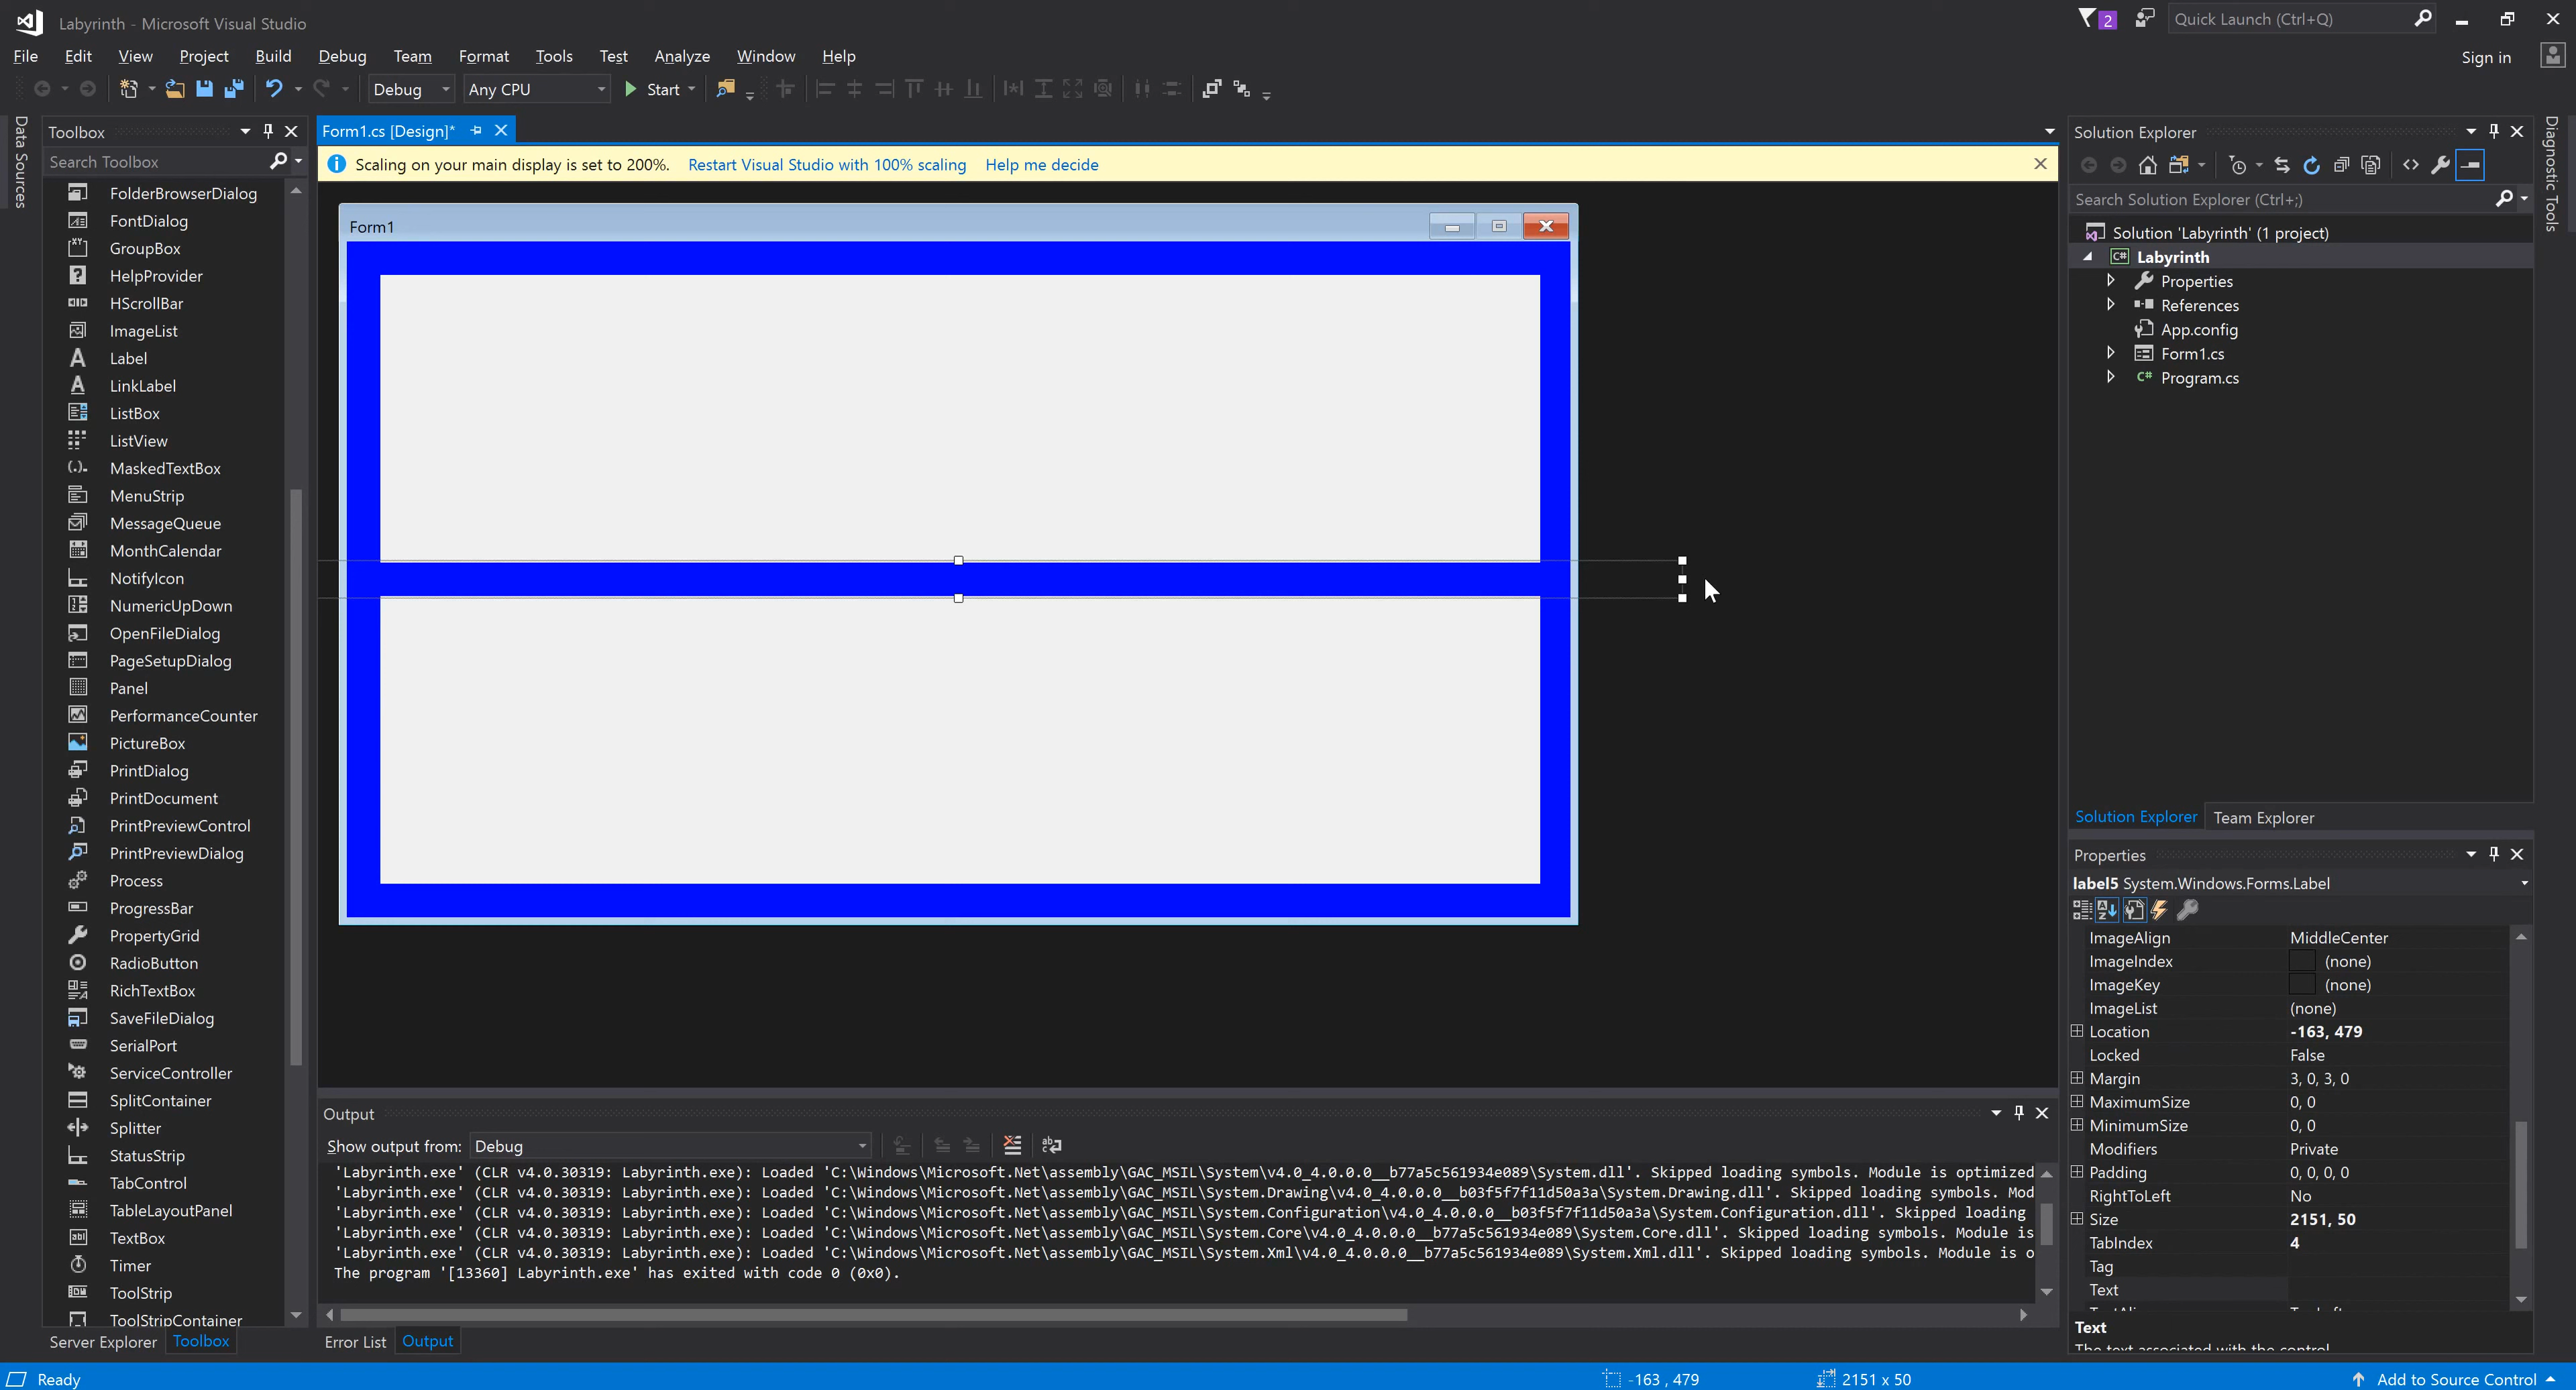 Labyrinth - Microsoft Visual Studio
2
Quick Launch (Ctrl+Q)
File Edit View Project Build Debug Team Format Tools Test Analyze Window Help
Sign in
Debug Any CPU Start
Data Sources
Toolbox
Search Toolbox
FolderBrowserDialog
FontDialog
GroupBox
HelpProvider
HScrollBar
ImageList
Label
LinkLabel
ListBox
ListView
MaskedTextBox
MenuStrip
MessageQueue
MonthCalendar
NotifyIcon
NumericUpDown
OpenFileDialog
PageSetupDialog
Panel
PerformanceCounter
PictureBox
PrintDialog
PrintDocument
PrintPreviewControl
PrintPreviewDialog
Process
ProgressBar
PropertyGrid
RadioButton
RichTextBox
SaveFileDialog
SerialPort
ServiceController
SplitContainer
Splitter
StatusStrip
TabControl
TableLayoutPanel
TextBox
Timer
ToolStrip
ToolStripContainer
Server Explorer Toolbox
Form1.cs [Design]*
Scaling on your main display is set to 200%. Restart Visual Studio with 100% scaling Help me decide
Form1
Output
Show output from: Debug
'Labyrinth.exe' (CLR v4.0.30319: Labyrinth.exe): Loaded 'C:\Windows\Microsoft.Net\assembly\GAC_MSIL\System\v4.0_4.0.0.0__b77a5c561934e089\System.dll'. Skipped loading symbols. Module is optimized
'Labyrinth.exe' (CLR v4.0.30319: Labyrinth.exe): Loaded 'C:\Windows\Microsoft.Net\assembly\GAC_MSIL\System.Drawing\v4.0_4.0.0.0__b03f5f7f11d50a3a\System.Drawing.dll'. Skipped loading symbols. Mod
'Labyrinth.exe' (CLR v4.0.30319: Labyrinth.exe): Loaded 'C:\Windows\Microsoft.Net\assembly\GAC_MSIL\System.Configuration\v4.0_4.0.0.0__b03f5f7f11d50a3a\System.Configuration.dll'. Skipped loading
'Labyrinth.exe' (CLR v4.0.30319: Labyrinth.exe): Loaded 'C:\Windows\Microsoft.Net\assembly\GAC_MSIL\System.Core\v4.0_4.0.0.0__b77a5c561934e089\System.Core.dll'. Skipped loading symbols. Module is
'Labyrinth.exe' (CLR v4.0.30319: Labyrinth.exe): Loaded 'C:\Windows\Microsoft.Net\assembly\GAC_MSIL\System.Xml\v4.0_4.0.0.0__b77a5c561934e089\System.Xml.dll'. Skipped loading symbols. Module is o
The program '[13360] Labyrinth.exe' has exited with code 0 (0x0).
Error List Output
Solution Explorer
Search Solution Explorer (Ctrl+;)
Solution 'Labyrinth' (1 project)
Labyrinth
Properties
References
App.config
Form1.cs
Program.cs
Solution Explorer Team Explorer
Properties
label5 System.Windows.Forms.Label
ImageAlign MiddleCenter
ImageIndex (none)
ImageKey (none)
ImageList (none)
Location -163, 479
Locked False
Margin 3, 0, 3, 0
MaximumSize 0, 0
MinimumSize 0, 0
Modifiers Private
Padding 0, 0, 0, 0
RightToLeft No
Size 2151, 50
TabIndex 4
Tag
Text
Text
The text associated with the control.
Diagnostic Tools
Ready
-163 , 479
2151 x 50
Add to Source Control